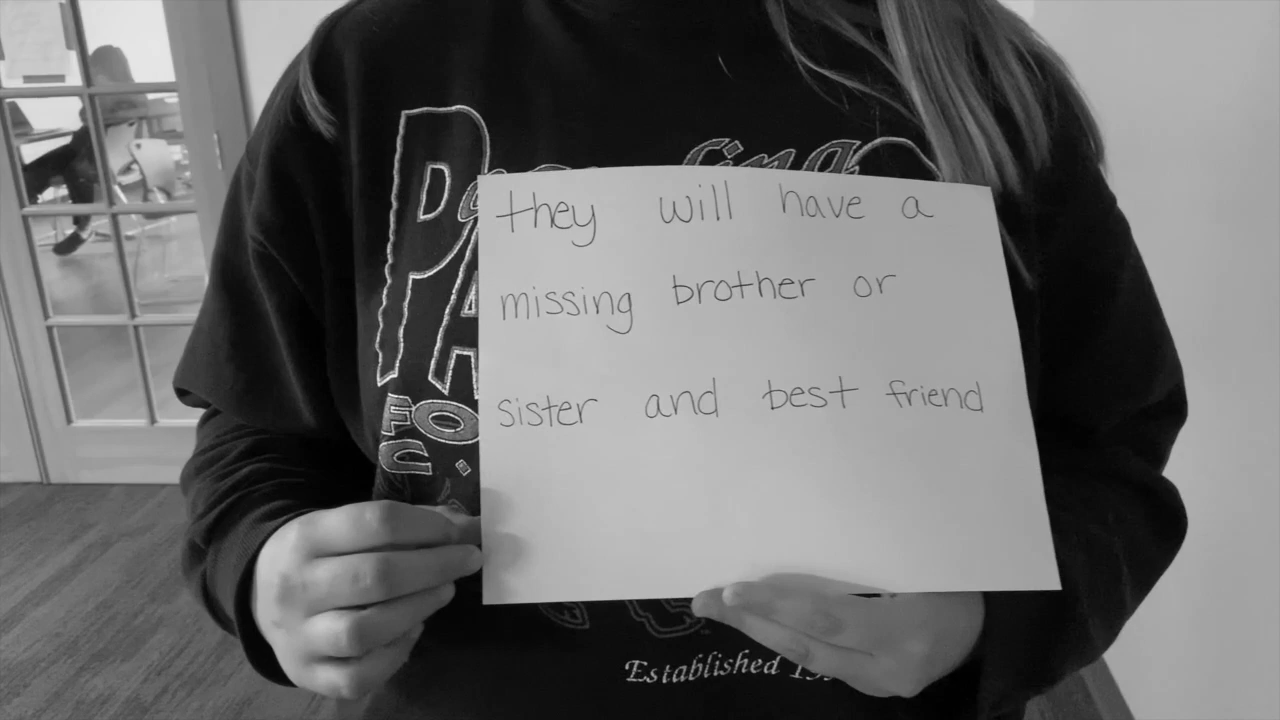 they will have a
missing brother or
sister and best friend
Established